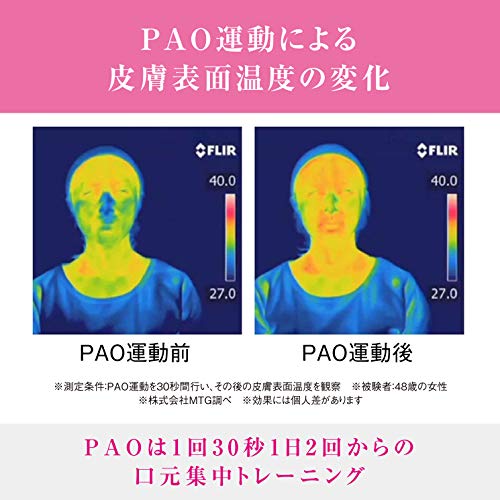 PAO運動による
皮膚表面温度の変化
FLIR
40.0
27.0
FLIR
40.0
27.0
PAO運動前
PAO運動後
※測定条件:PAO運動を30秒間行い、その後の皮膚表面温度を観察　※被験者:48歳の女性
※株式会社MTG調べ　※効果には個人差があります
PAOは1回30秒1日2回からの
口元集中トレーニング